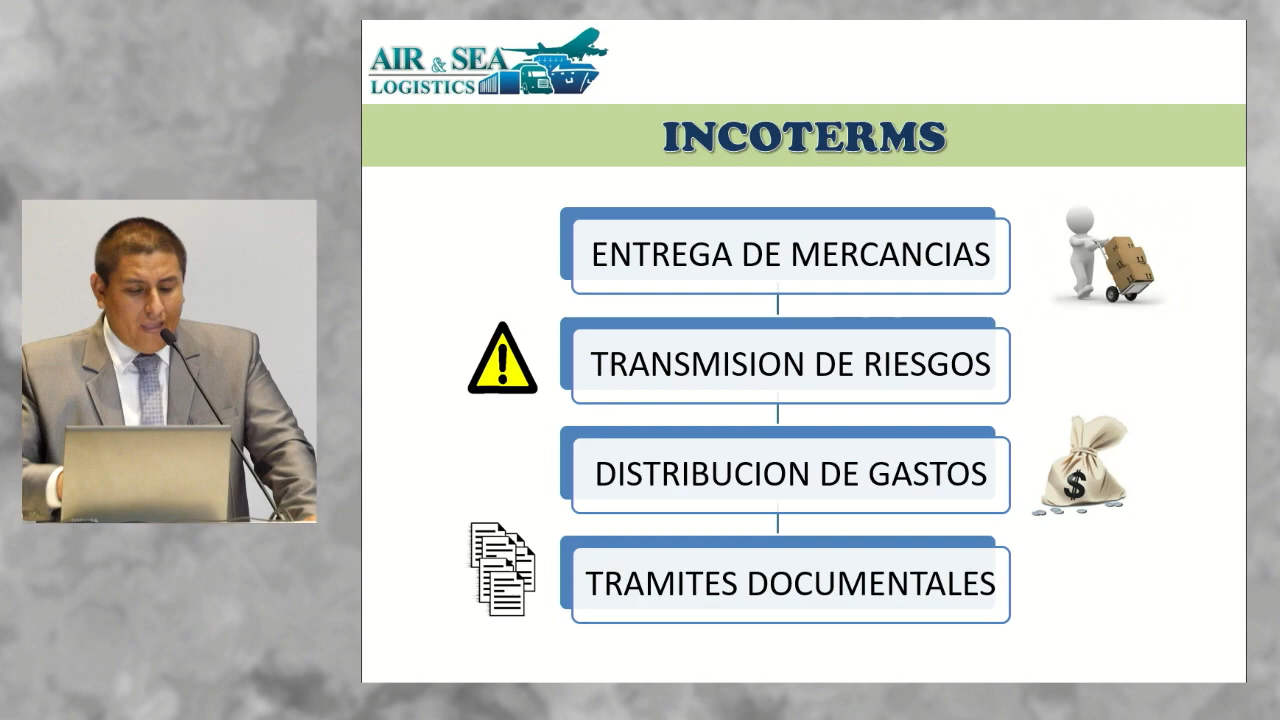 AIR & SEA
LOGISTICS
INCOTERMS
ENTREGA DE MERCANCIAS
TRANSMISION DE RIESGOS
DISTRIBUCION DE GASTOS
$
TRAMITES DOCUMENTALES